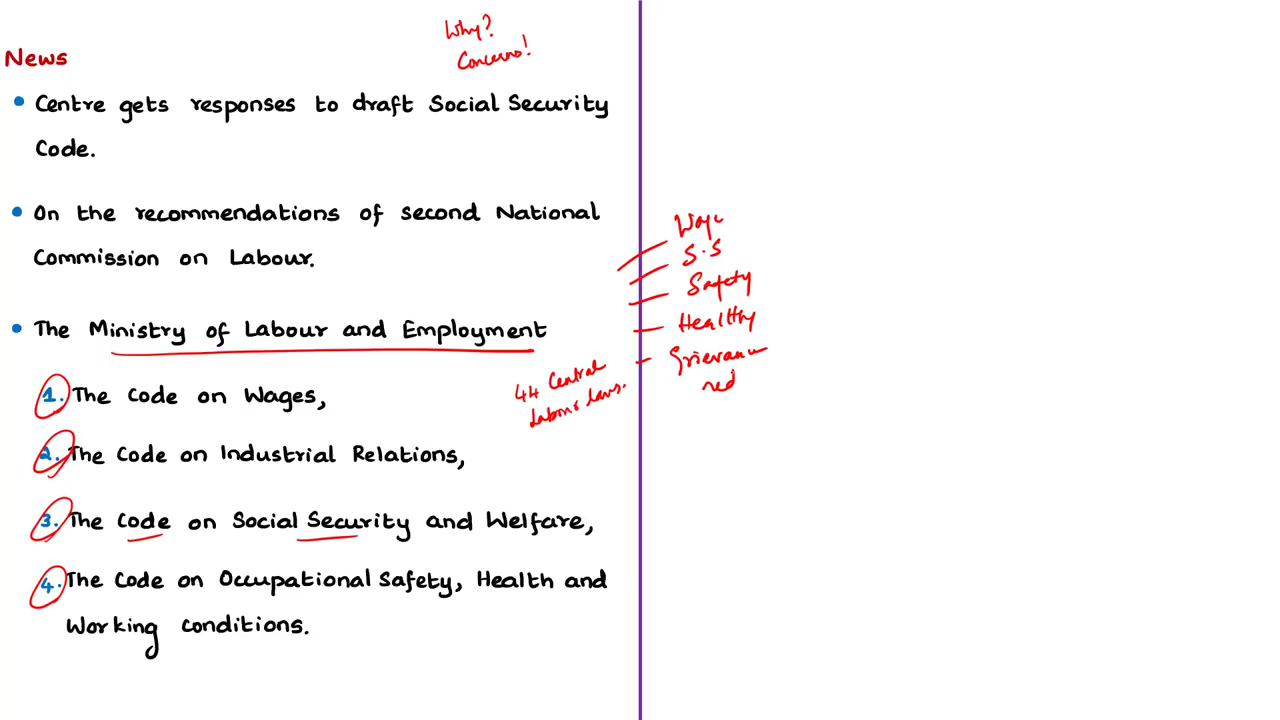 Why?
Concerns!
News
• Centre gets responses to draft Social Security
Code.
• On the recommendations of second National
Commission on Labour.
• The Ministry of Labour and Employment
1. The Code on Wages,
2. The Code on Industrial Relations,
3. The Code on Social Security and Welfare,
4. The Code on Occupational Safety, Health and
Working conditions.
44 Central
Labour laws.
Wage
S.S
Safety
Healthy
Grievance
red